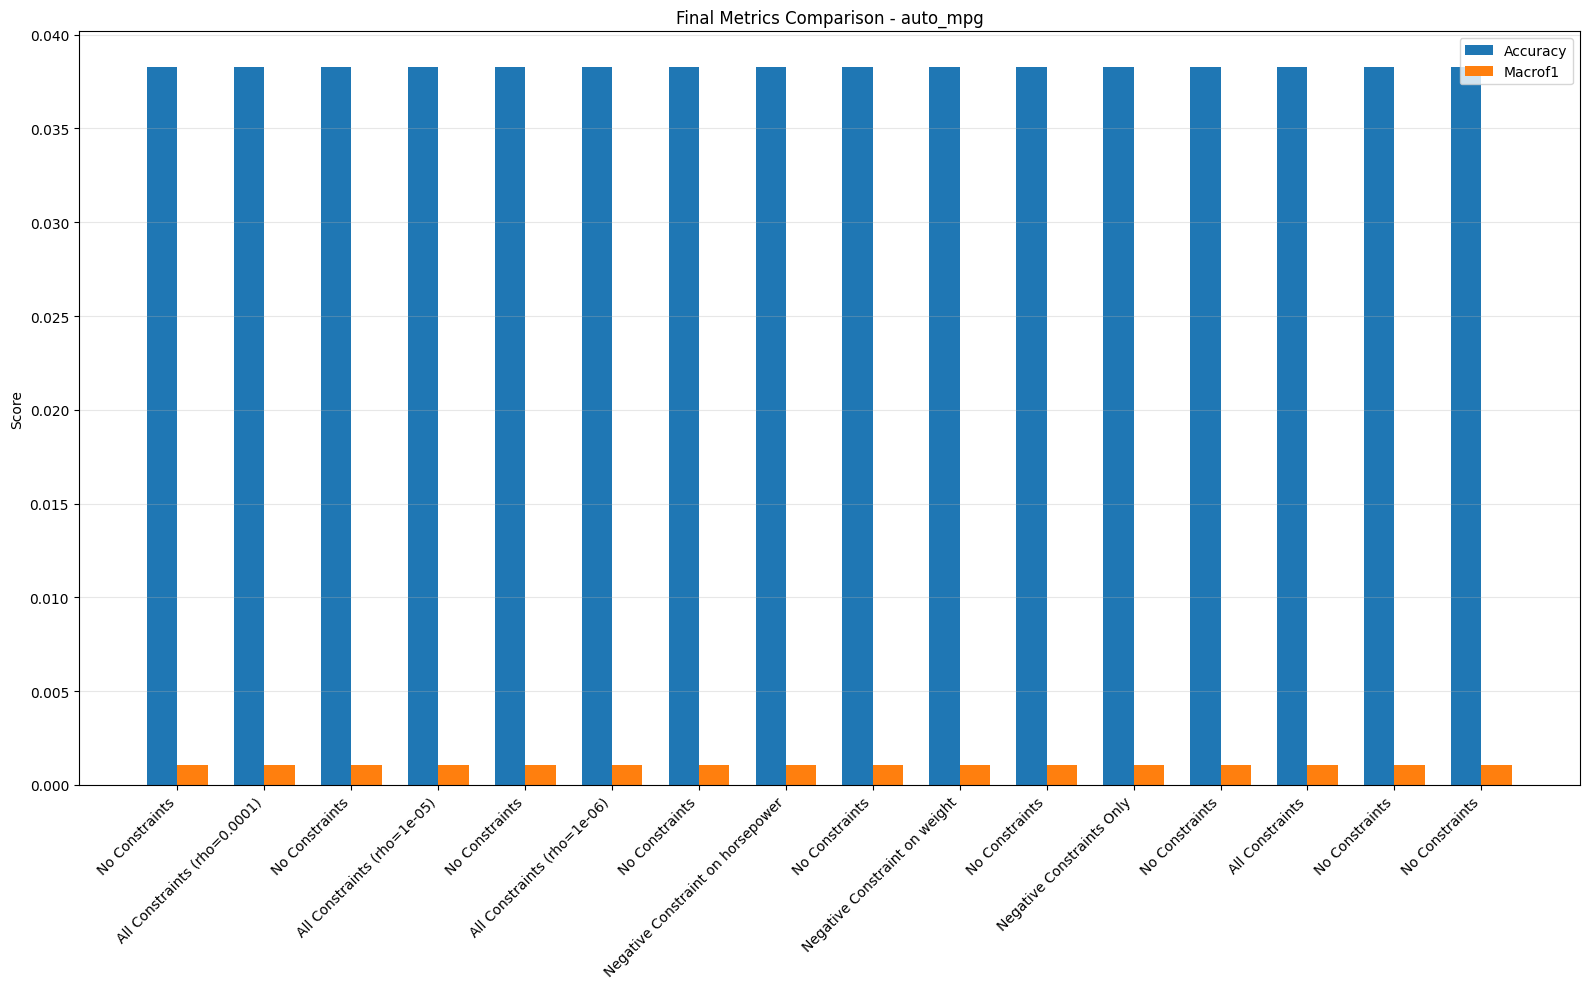 Final Metrics Comparison - auto_mpg
Accuracy
Macrof1
Score
0.040
0.035
0.030
0.025
0.020
0.015
0.010
0.005
0.000
No Constraints
All Constraints (rho=0.0001)
No Constraints
All Constraints (rho=1e-05)
No Constraints
All Constraints (rho=1e-06)
No Constraints
Negative Constraint on horsepower
No Constraints
Negative Constraint on weight
No Constraints
Negative Constraints Only
No Constraints
All Constraints
No Constraints
No Constraints